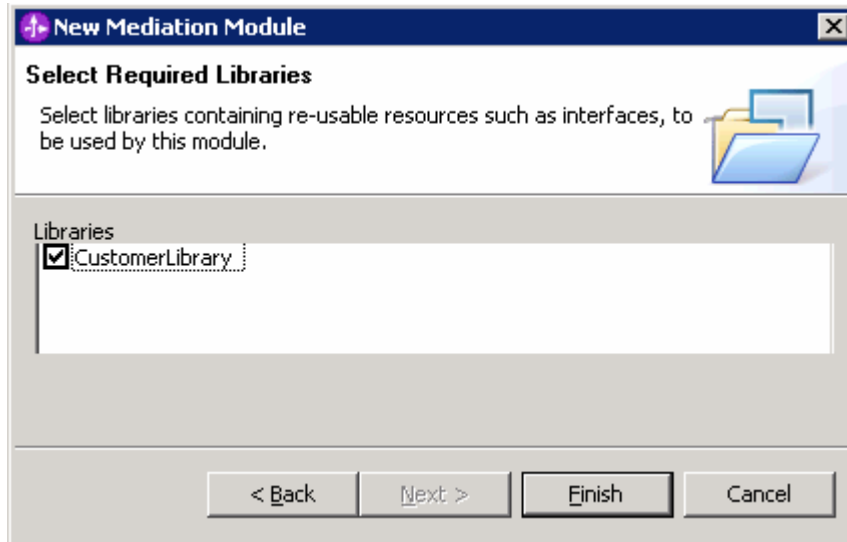 New Mediation Module
Select Required Libraries
Select libraries containing re-usable resources such as interfaces, to
be used by this module.
Libraries
CustomerLibrary
< Back
Next >
Finish
Cancel